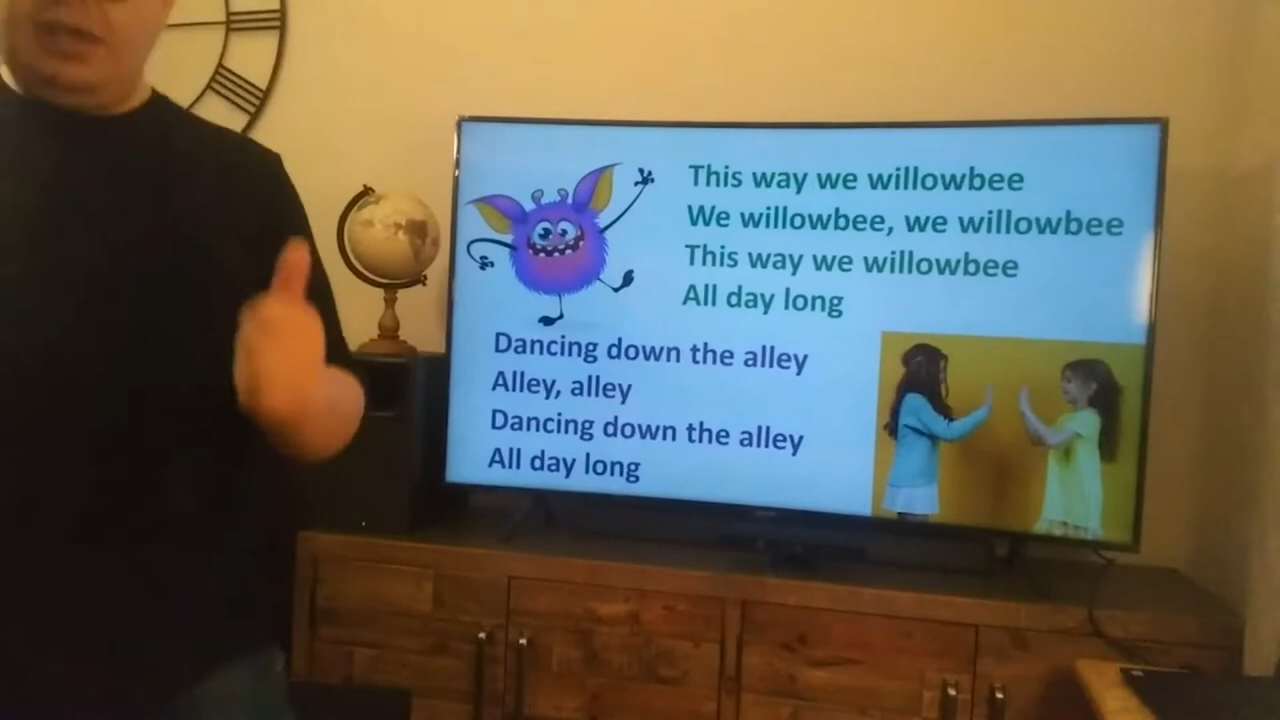 This way we willowbee
We willowbee, we willowbee
This way we willowbee
All day long
Dancing down the alley
Alley, alley
Dancing down the alley
All day long